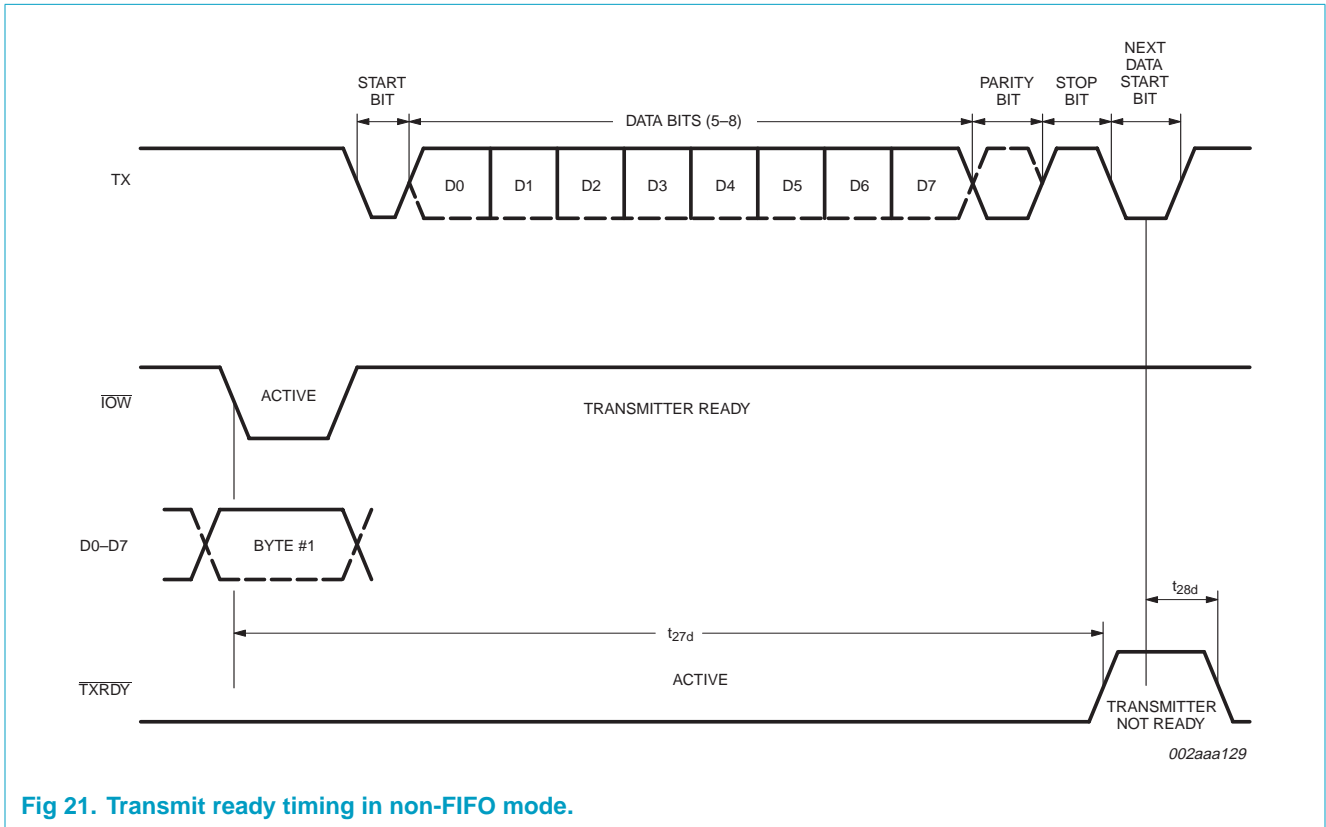 NEXT
DATA
START
BIT
START
BIT
PARITY
BIT
STOP
BIT
DATA BITS (5–8)
TX
D0 D1 D2 D3 D4 D5 D6 D7
IOW
ACTIVE
TRANSMITTER READY
D0–D7
BYTE #1
t28d
t27d
TXRDY
ACTIVE
TRANSMITTER
NOT READY
002aaa129
Fig 21. Transmit ready timing in non-FIFO mode.